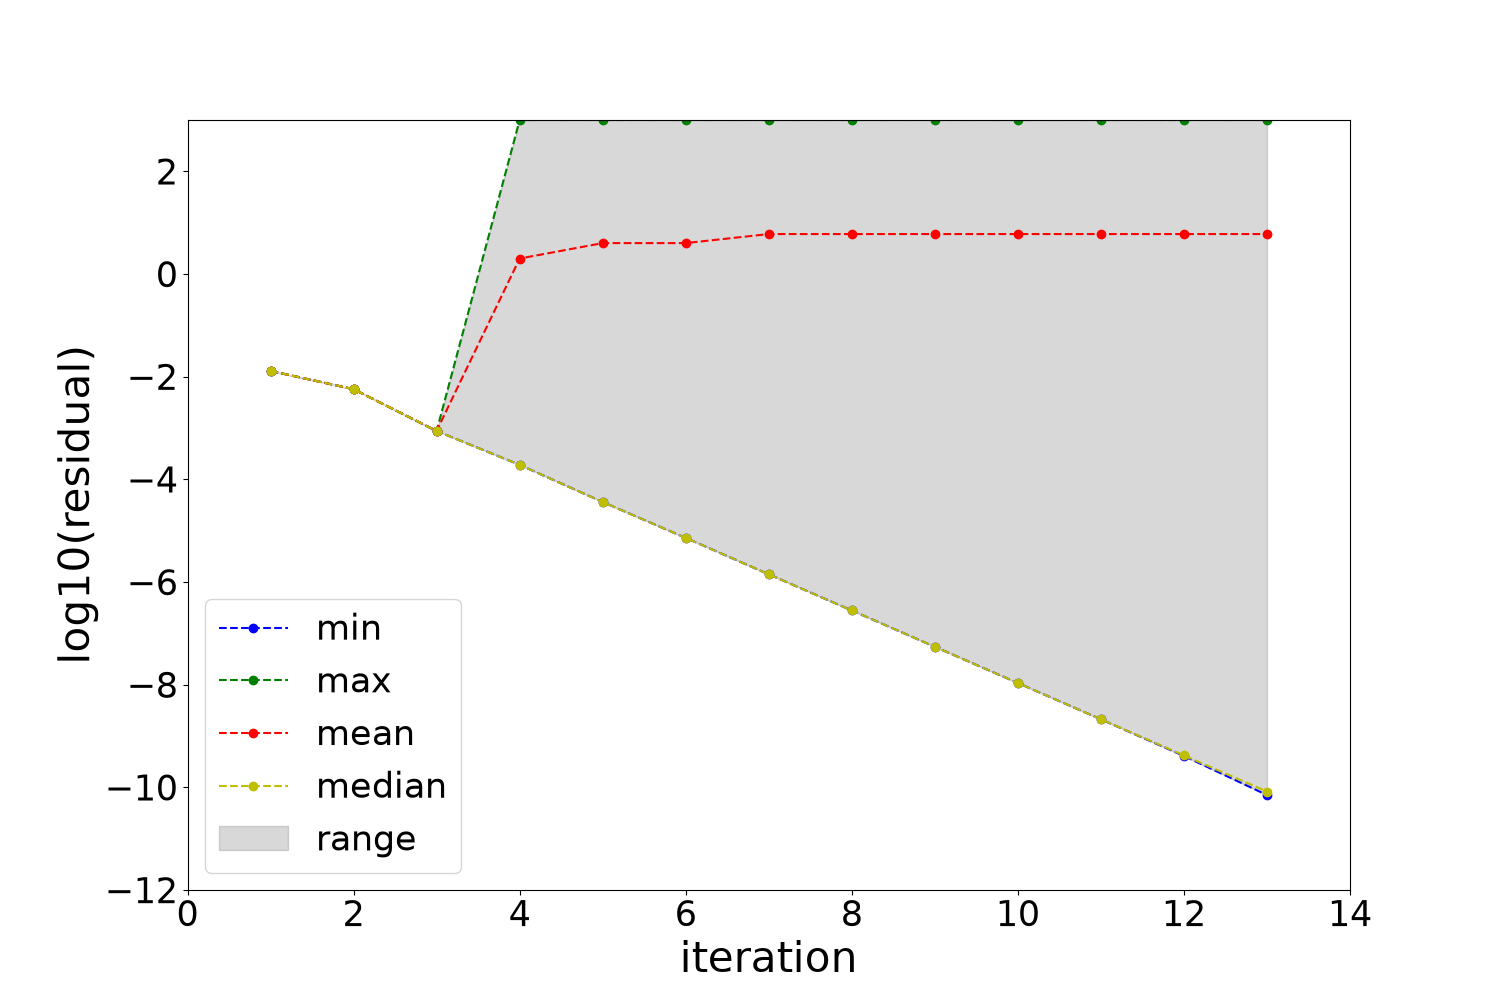 2
0
−2
−4
−6
−8
−10
−12
0 2 4 6 8 10 12 14
log10(residual)
iteration
min
max
mean
median
range